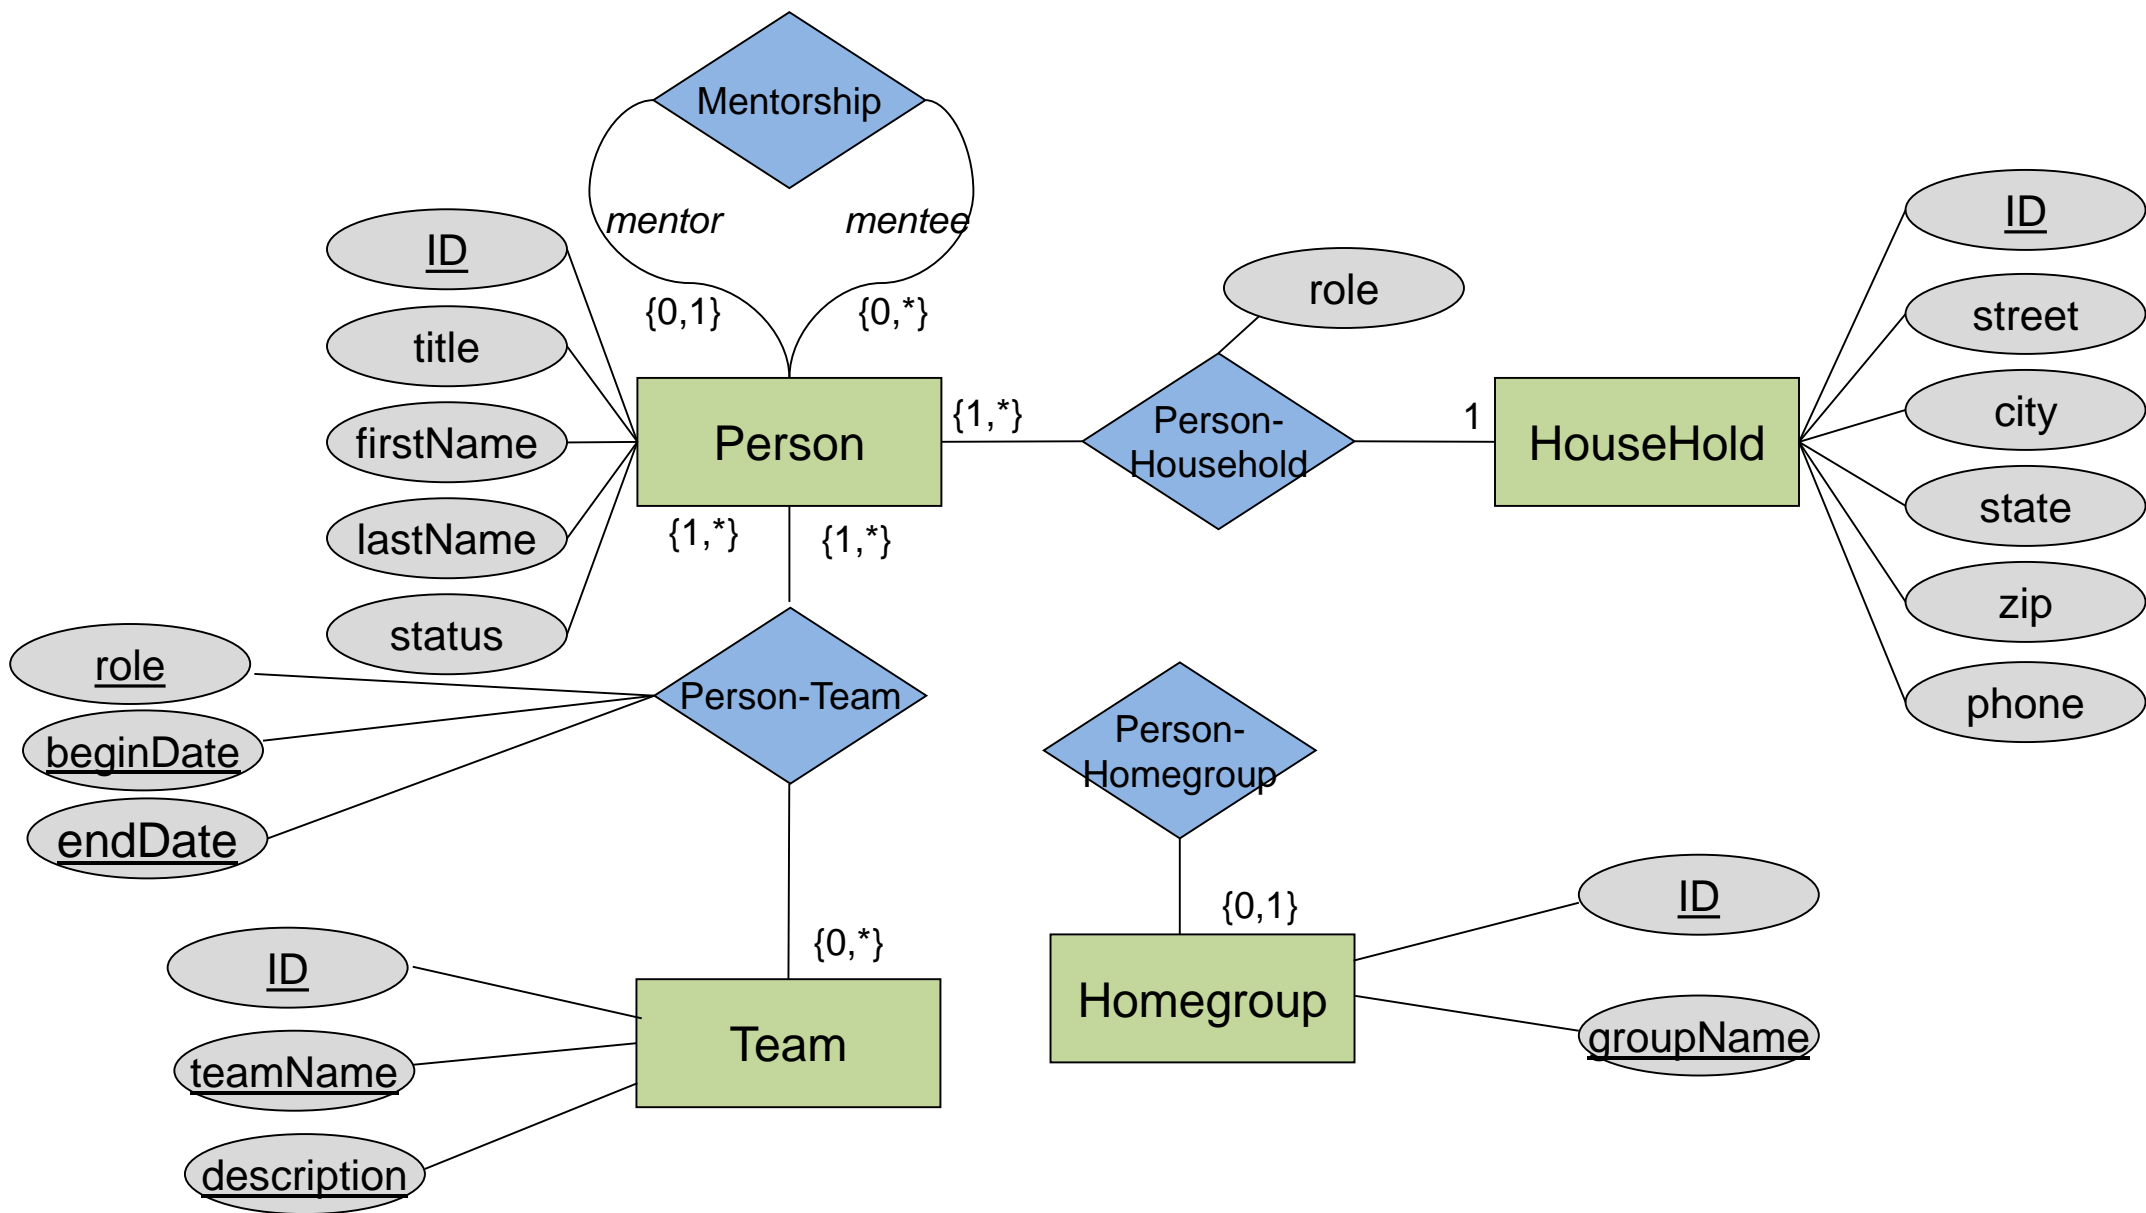 Mentorship
mentor
mentee
{0,1}
{0,*}
ID
title
firstName
lastName
status
Person
{1,*}
role
Person-
Household
1
HouseHold
ID
street
city
state
zip
phone
{1,*}
{1,*}
role
beginDate
endDate
Person-Team
Person-
Homegroup
{0,*}
{0,1}
ID
teamName
description
Team
Homegroup
ID
groupName